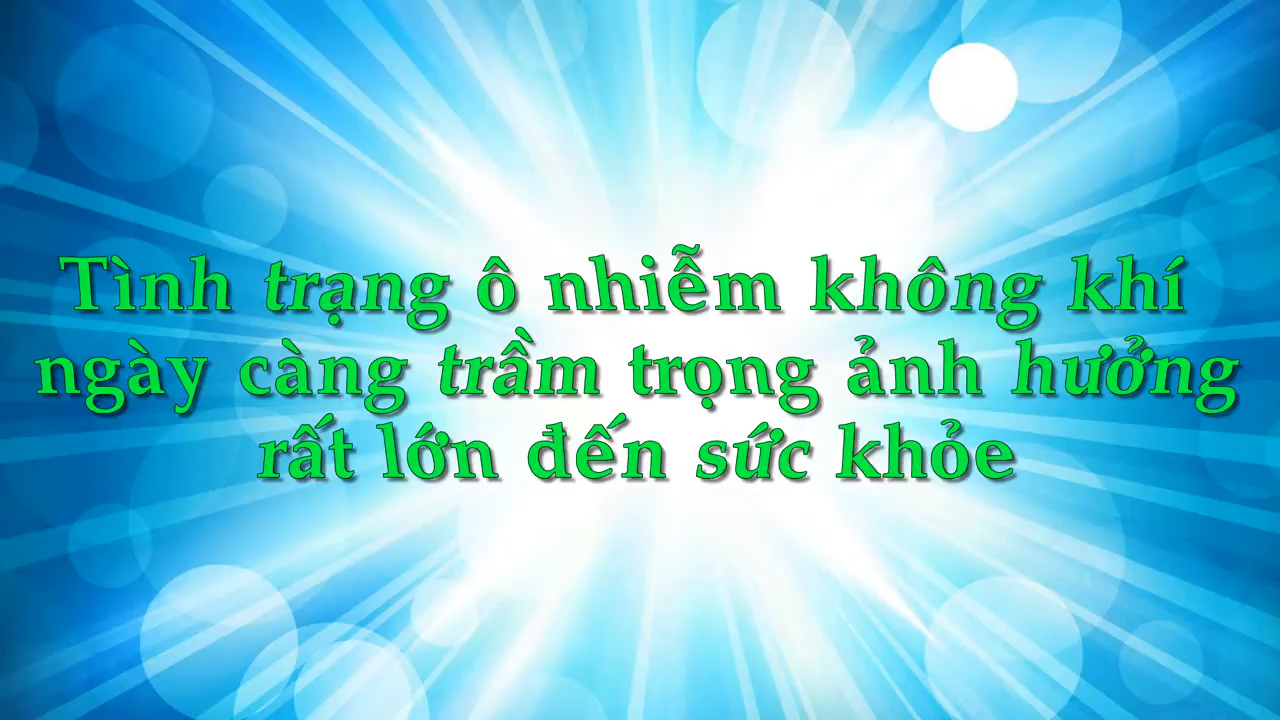 Tình trạng ô nhiễm không khí
ngày càng trầm trọng ảnh hưởng
rất lớn đến sức khỏe